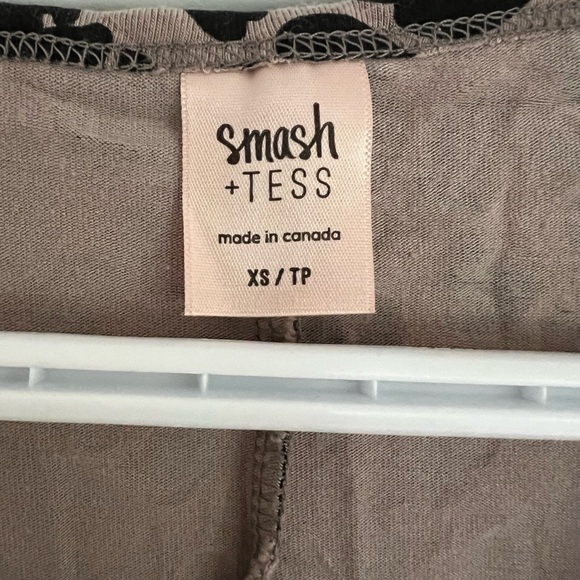 smash
+TESS
made in canada
XS / TP